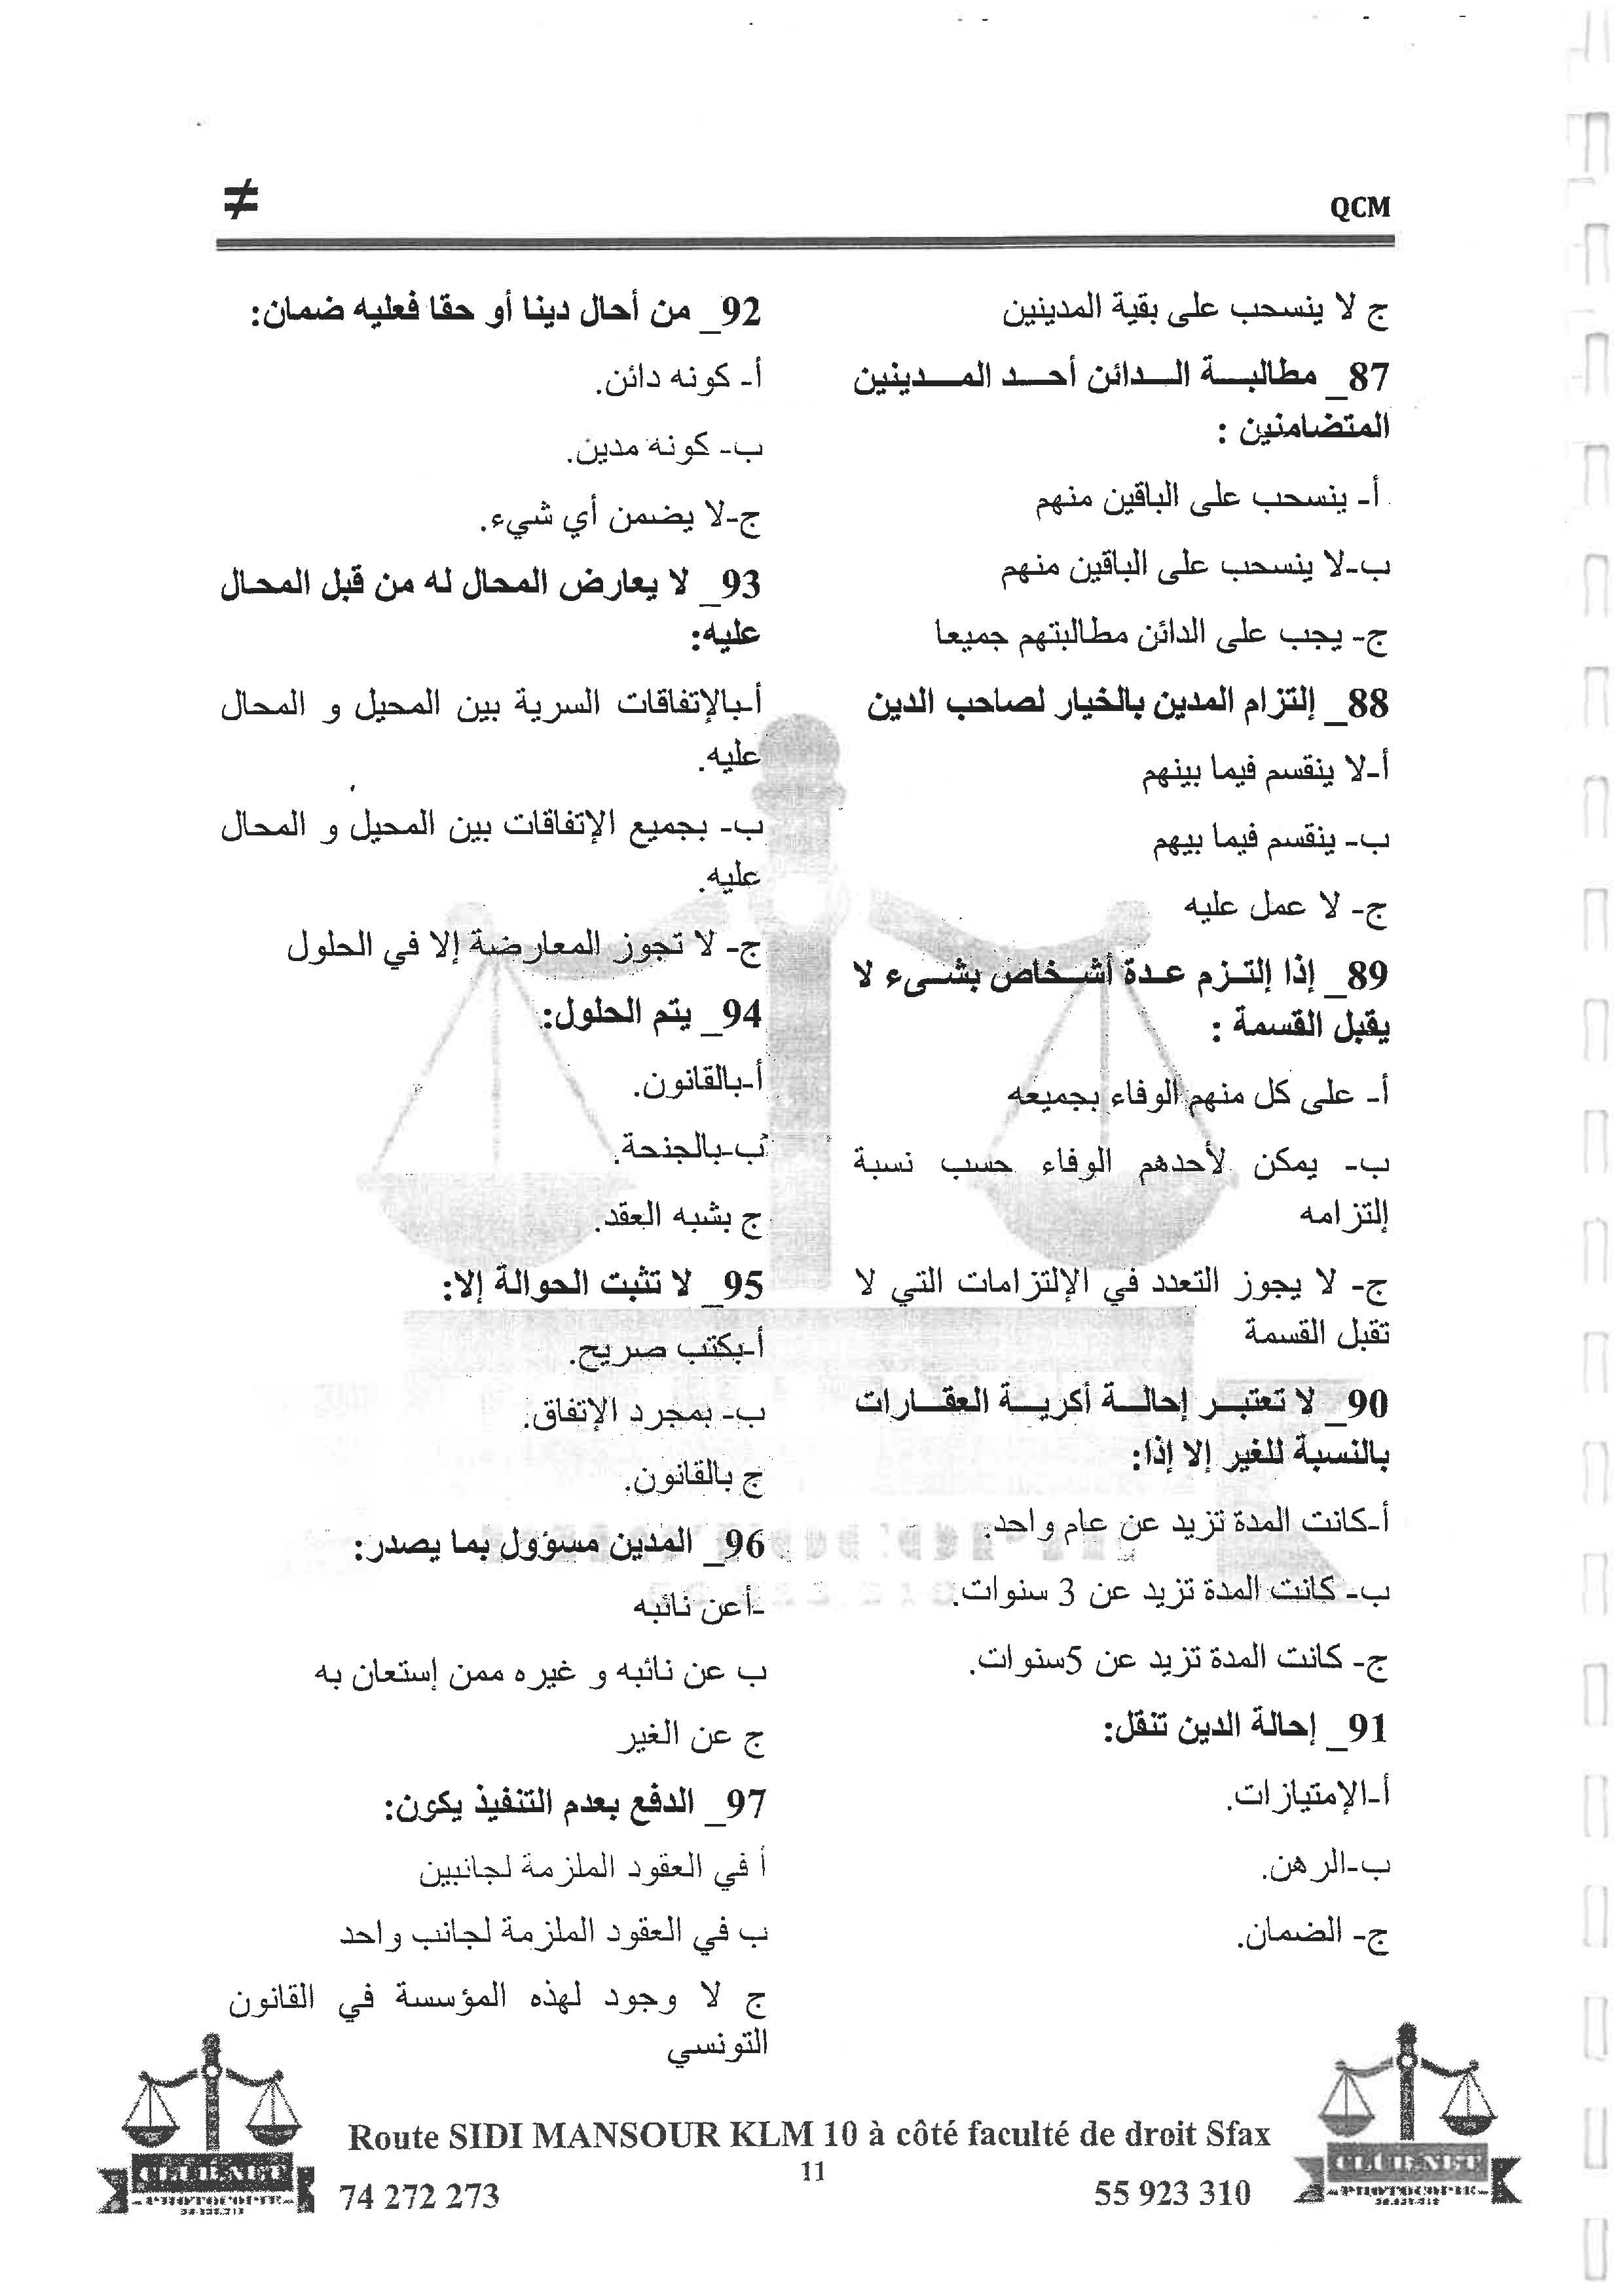 QCM
≠
ج لا ينسحب على بقية المدينين
87_ مطالبة الدائن أحد المدينين
المتضامنين :
أ- ينسحب على الباقين منهم
ب-لا ينسحب على الباقين منهم
ج- يجب على الدائن مطالبتهم جميعا
88_ إلتزام المدين بالخيار لصاحب الدين
أ-لا ينقسم فيما بينهم
ب- ينقسم فيما بيهم
ج- لا عمل عليه
89_ إذا إلتزم عدة أشخاص بشيء لا
يقبل القسمة :
أ- على كل منهم الوفاء بجميعه
ب- يمكن لأحدهم الوفاء حسب نسبة
إلتزامه
ج- لا يجوز التعدد في الإلتزامات التي لا
تقبل القسمة
90_ لا تعتبر إحالة أكرية العقارات
بالنسبة للغير إلا إذا:
أ-كانت المدة تزيد عن عام واحد.
ب- كانت المدة تزيد عن 3 سنوات.
ج- كانت المدة تزيد عن 5سنوات.
91_ إحالة الدين تنقل:
أ-الإمتيازات.
ب-الرهن.
ج- الضمان.
92_ من أحال دينا أو حقا فعليه ضمان:
أ- كونه دائن.
ب- كونه مدين.
ج-لا يضمن أي شيء.
93_ لا يعارض المحال له من قبل المحال
عليه:
أ-بالإتفاقات السرية بين المحيل و المحال
عليه.
ب- بجميع الإتفاقات بين المحيل و المحال
عليه.
ج- لا تجوز المعارضة إلا في الحلول
94_ يتم الحلول:
أ-بالقانون.
ب-بالجنحة.
ج بشبه العقد.
95_ لا تثبت الحوالة إلا:
أ-بكتب صريح.
ب- بمجرد الإتفاق.
ج بالقانون.
96_ المدين مسؤول بما يصدر:
-أعن نائبه
ب عن نائبه و غيره ممن إستعان به
ج عن الغير
97_ الدفع بعدم التنفيذ يكون:
أ في العقود الملزمة لجانبين
ب في العقود الملزمة لجانب واحد
ج لا وجود لهذه المؤسسة في القانون
التونسي
Route SIDI MANSOUR KLM 10 à côté faculté de droit Sfax
11
74 272 273
55 923 310
CLUB.NET
PHOTOCOPIE
CLUB.NET
PHOTOCOPIE